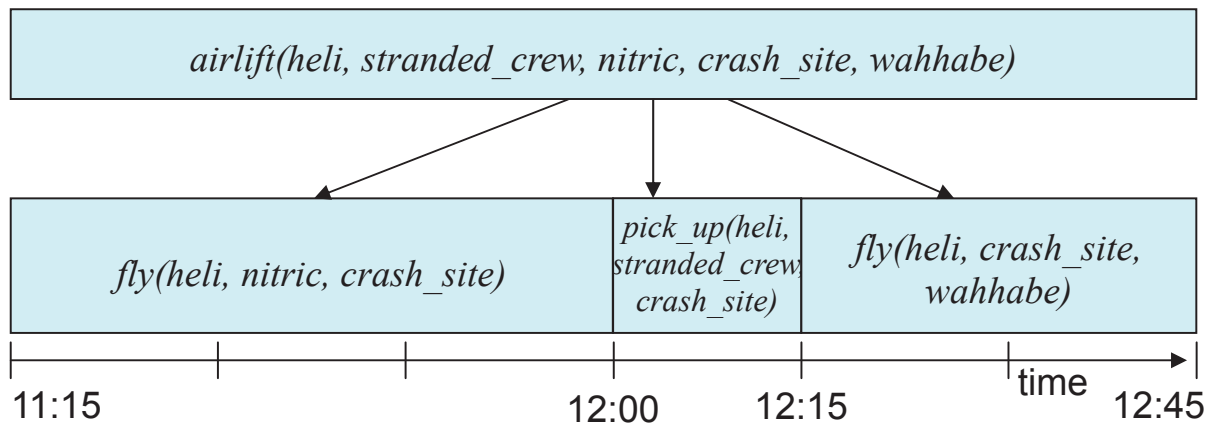 airlift(heli, stranded_crew, nitric, crash_site, wahhabe)
fly(heli, nitric, crash_site)
pick_up(heli,
stranded_crew,
crash_site)
fly(heli, crash_site,
wahhabe)
time
11:15
12:00
12:15
12:45